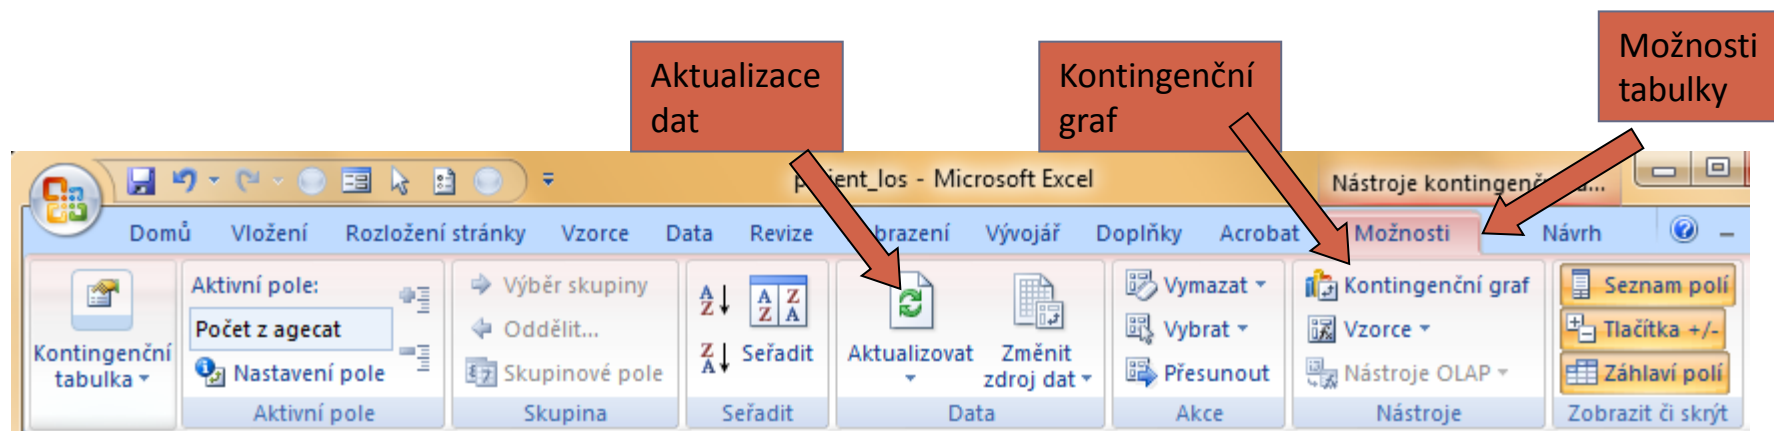 Aktualizace
dat
Kontingenční
graf
Možnosti
tabulky
ient_los - Microsoft Excel
Nástroje
Domů Vložení Rozložení stránky Vzorce Data Revize brazení Vývojář Doplňky Acrobat Možnosti Návrh
Kontingenční
tabulka
Aktivní pole:
Počet z agecat
Nastavení pole
Aktivní pole
Výběr skupiny
Oddělit...
Skupinové pole
Skupina
Seřadit
Seřadit
Aktualizovat
Změnit
zdroj dat
Data
Vymazat
Vybrat
Přesunout
Akce
Kontingenční graf
Vzorce
Nástroje OLAP
Nástroje
Seznam polí
Tlačítka +/-
Záhlaví polí
Zobrazit či skrýt